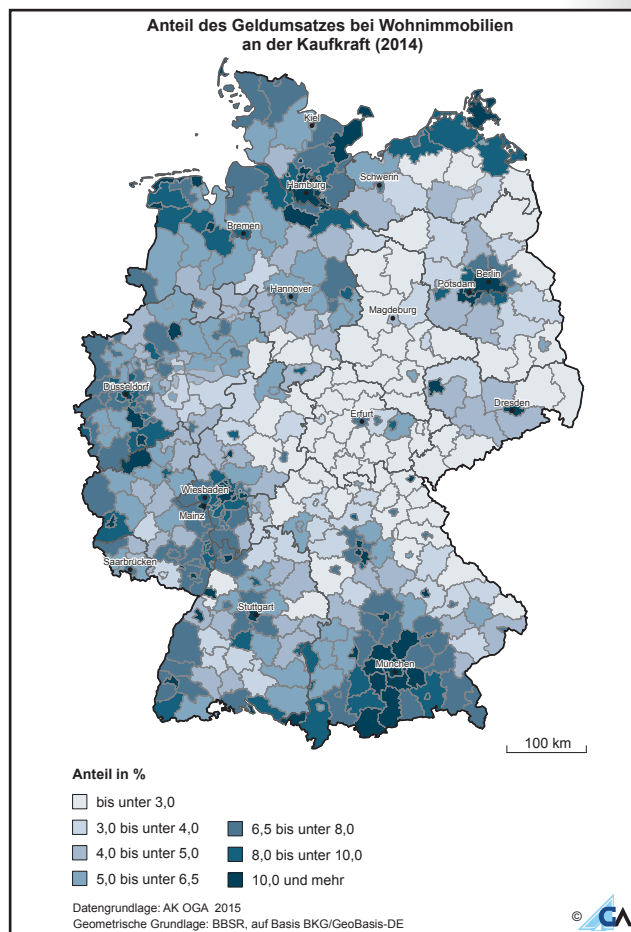 Anteil des Geldumsatzes bei Wohnimmobilien
an der Kaufkraft (2014)
Kiel
Schwerin
Hamburg
Bremen
Berlin
Potsdam
Hannover
Magdeburg
Düsseldorf
Dresden
Erfurt
Wiesbaden
Mainz
Saarbrücken
Stuttgart
München
100 km
Anteil in %
bis unter 3,0
3,0 bis unter 4,0
4,0 bis unter 5,0
5,0 bis unter 6,5
6,5 bis unter 8,0
8,0 bis unter 10,0
10,0 und mehr
Datengrundlage: AK OGA 2015
Geometrische Grundlage: BBSR, auf Basis BKG/GeoBasis-DE
©